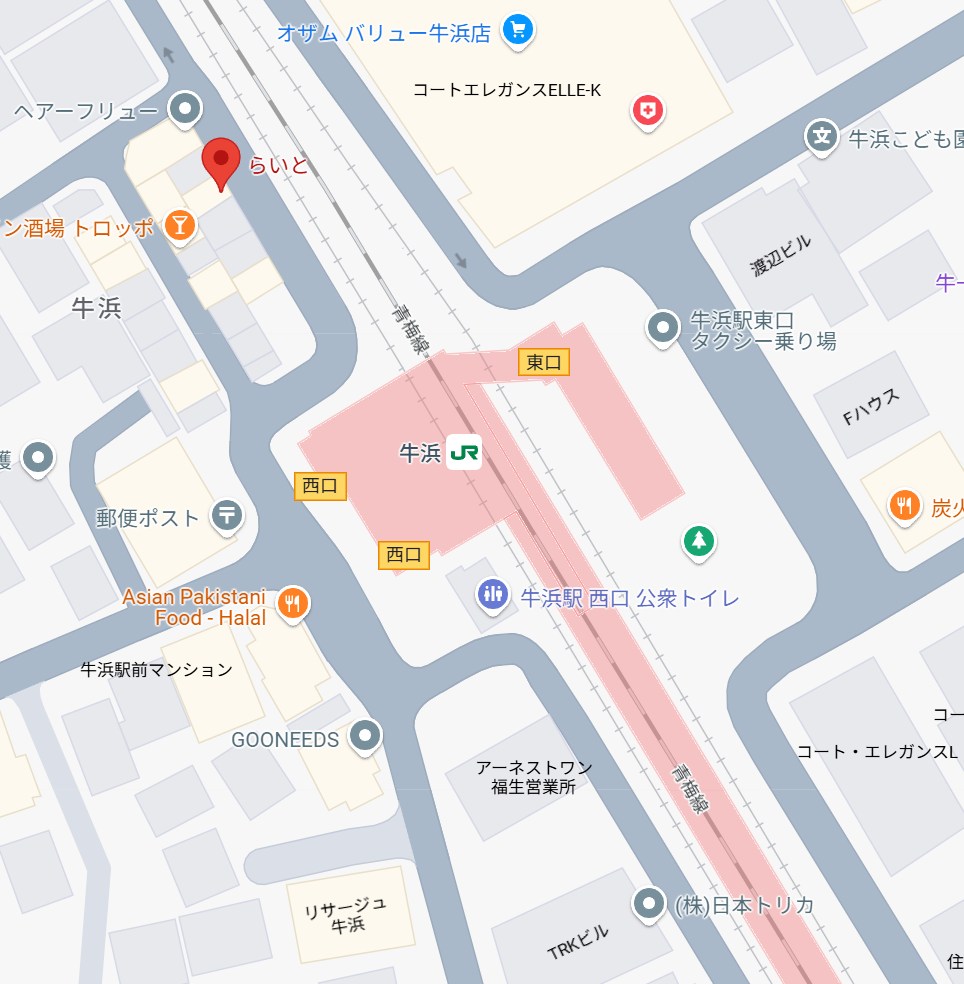 オザム バリュー牛浜店
コートエレガンスELLE-K
ヘアーフリュー
牛浜こども園
らいと
ン酒場 トロッポ
渡辺ビル
牛浜
青梅線
牛浜駅東口
タクシー乗り場
東口
Fハウス
牛浜
JR
護
西口
郵便ポスト
西口
炭火
Asian Pakistani
Food - Halal
牛浜駅 西口 公衆トイレ
牛浜駅前マンション
コー
GOONEEDS
コート・エレガンスL
アーネストワン
福生営業所
青梅線
リサージュ
牛浜
(株)日本トリカ
TRKビル
住